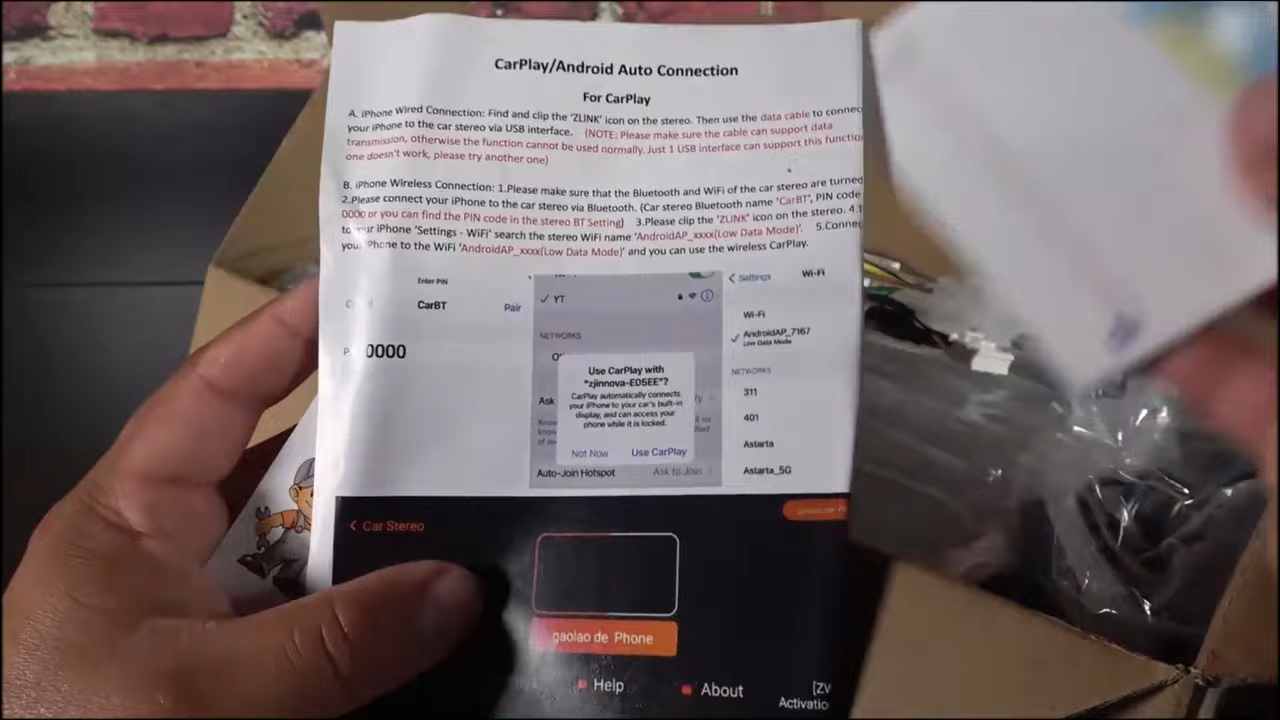 CarPlay/Android Auto Connection
For CarPlay
A. iPhone Wired Connection: Find and clip the 'ZLINK' icon on the stereo. Then use the data cable to connec
your iPhone to the car stereo via USB interface. (NOTE: Please make sure the cable can support data
transmission, otherwise the function cannot be used normally. Just 1 USB interface can support this functio
one doesn't work, please try another one)
B. iPhone Wireless Connection: 1.Please make sure that the Bluetooth and WiFi of the car stereo are turned
2.Please connect your iPhone to the car stereo via Bluetooth. (Car stereo Bluetooth name 'CarBT', PIN code
0000 or you can find the PIN code in the stereo BT Setting) 3.Please clip the 'ZLINK' icon on the stereo. 4.
your iPhone 'Settings - WiFi' search the stereo WiFi name 'AndroidAP_xxxx(Low Data Mode)'. 5.Connec
your iPhone to the WiFi 'AndroidAP_xxxx(Low Data Mode)' and you can use the wireless CarPlay.
Enter PIN
CarBT
Pair
0000
YT
NETWORKS
Use CarPlay with
"zjinnova-E05EE"?
CarPlay automatically connects
your iPhone to your car's built-in
display, and can access your
phone while it is locked.
Not Now Use CarPlay
Ask
Auto-Join Hotspot Ask to Join
Settings Wi-Fi
Wi-Fi
AndroidAP_7167
Low Data Mode
NETWORKS
311
401
Astarta
Astarta_5G
Car Stereo
gaolao de Phone
Help
About
[ZV
Activatio